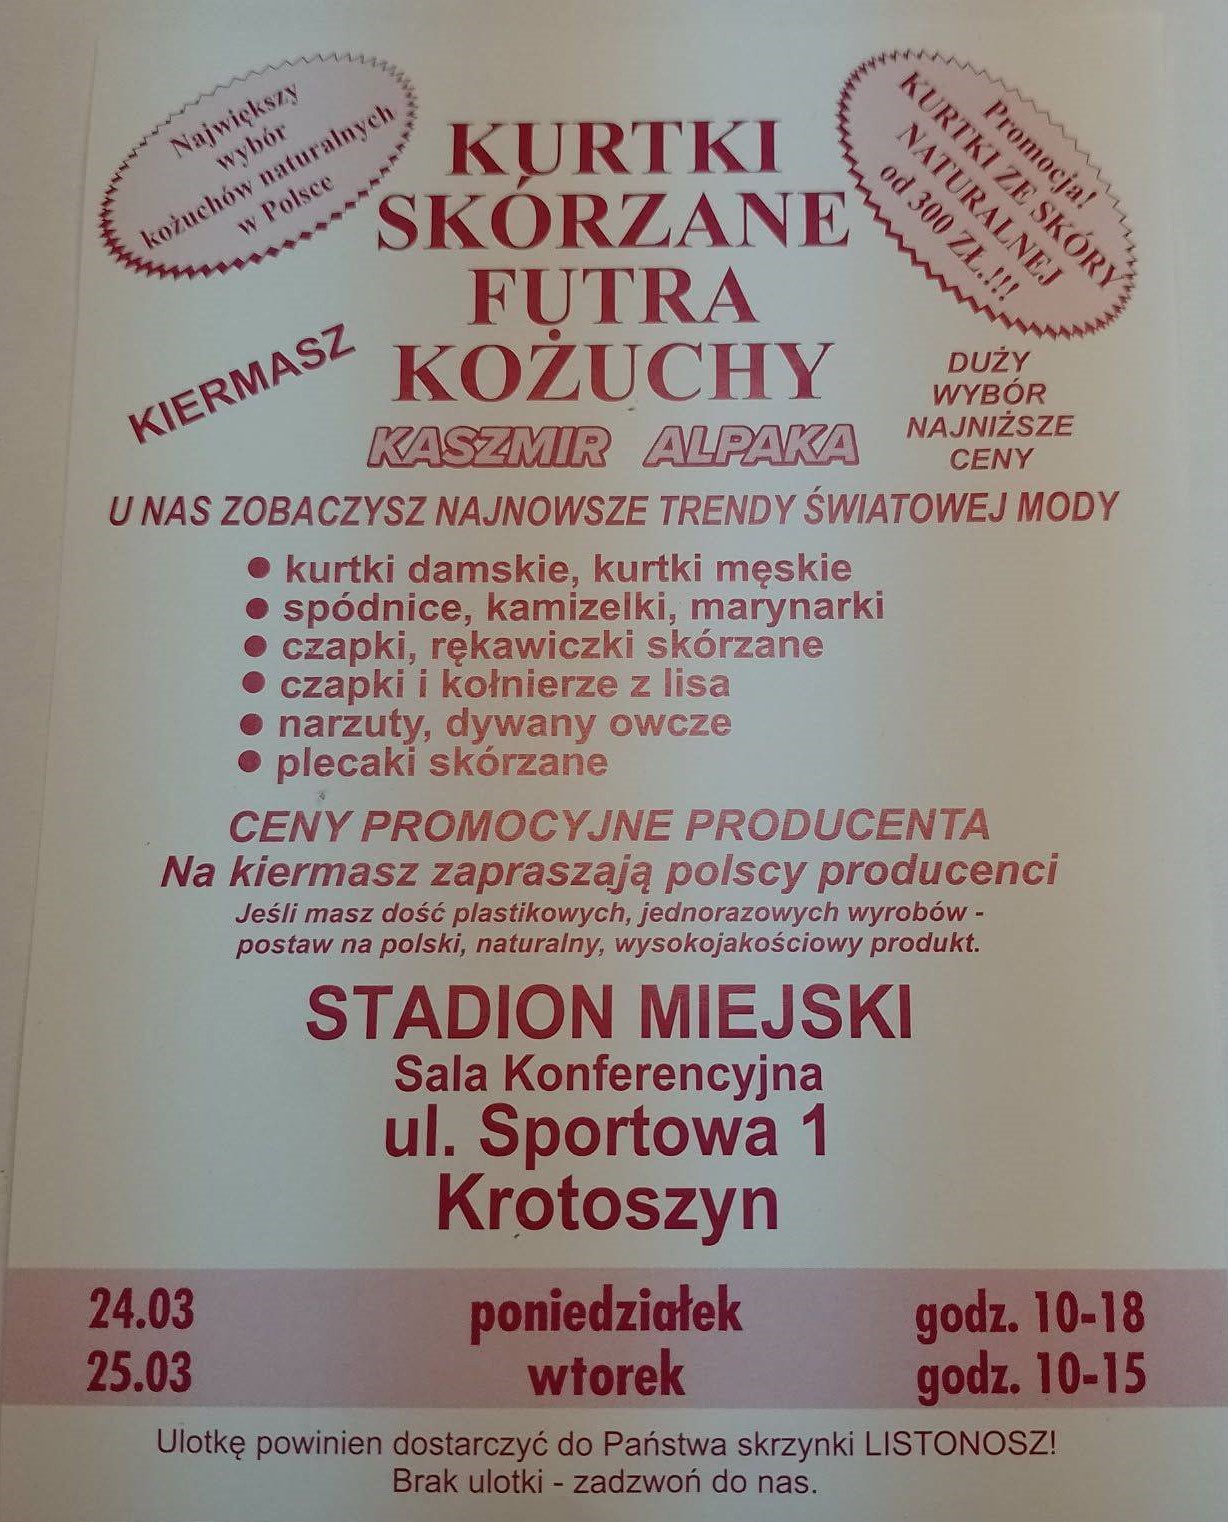 Największy
wybór
kożuchów naturalnych
w Polsce
Promocja!
KURTKI ZE SKÓRY
NATURALNEJ
od 300 ZŁ.!!!
KURTKI
SKÓRZANE
FUTRA
KOŻUCHY
KIERMASZ
DUŻY
WYBÓR
NAJNIŻSZE
CENY
KASZMIR ALPAKA
U NAS ZOBACZYSZ NAJNOWSZE TRENDY ŚWIATOWEJ MODY
● kurtki damskie, kurtki męskie
● spódnice, kamizelki, marynarki
● czapki, rękawiczki skórzane
● czapki i kołnierze z lisa
● narzuty, dywany owcze
● plecaki skórzane
CENY PROMOCYJNE PRODUCENTA
Na kiermasz zapraszają polscy producenci
Jeśli masz dość plastikowych, jednorazowych wyrobów -
postaw na polski, naturalny, wysokojakościowy produkt.
STADION MIEJSKI
Sala Konferencyjna
ul. Sportowa 1
Krotoszyn
24.03 poniedziałek godz. 10-18
25.03 wtorek godz. 10-15
Ulotkę powinien dostarczyć do Państwa skrzynki LISTONOSZ!
Brak ulotki - zadzwoń do nas.